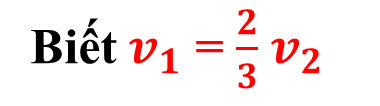 Biết v₁ = 2/3 v₂